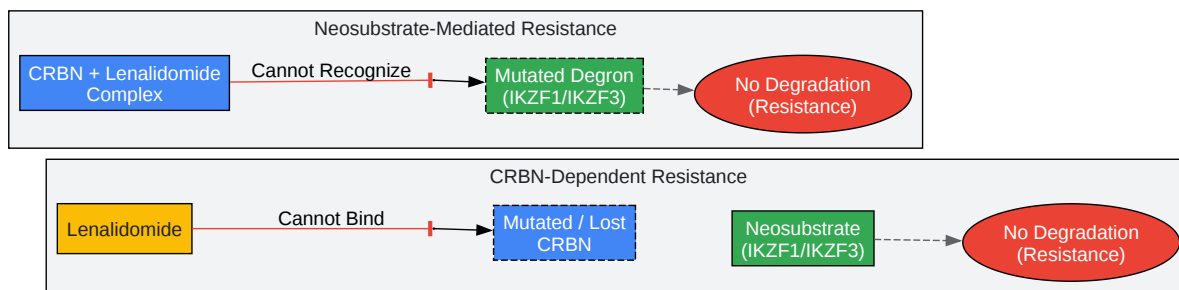 Neosubstrate-Mediated Resistance
CRBN + Lenalidomide
Complex
Cannot Recognize
Mutated Degron
(IKZF1/IKZF3)
No Degradation
(Resistance)
CRBN-Dependent Resistance
Lenalidomide
Cannot Bind
Mutated / Lost
CRBN
Neosubstrate
(IKZF1/IKZF3)
No Degradation
(Resistance)